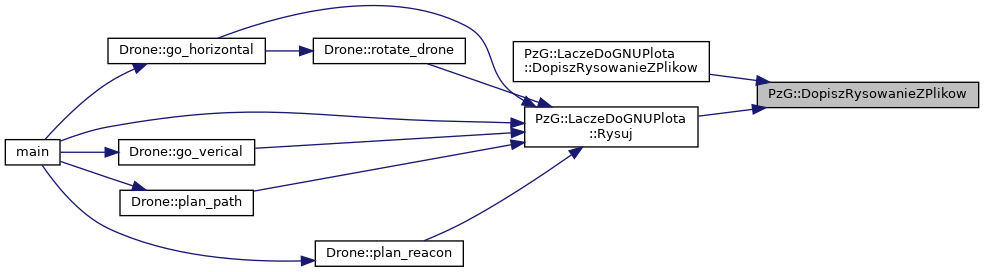 Drone::go_horizontal
Drone::rotate_drone
PzG::LaczeDoGNUPlota
::DopiszRysowanieZPlikow
PzG::DopiszRysowanieZPlikow
PzG::LaczeDoGNUPlota
::Rysuj
main
Drone::go_verical
Drone::plan_path
Drone::plan_reacon